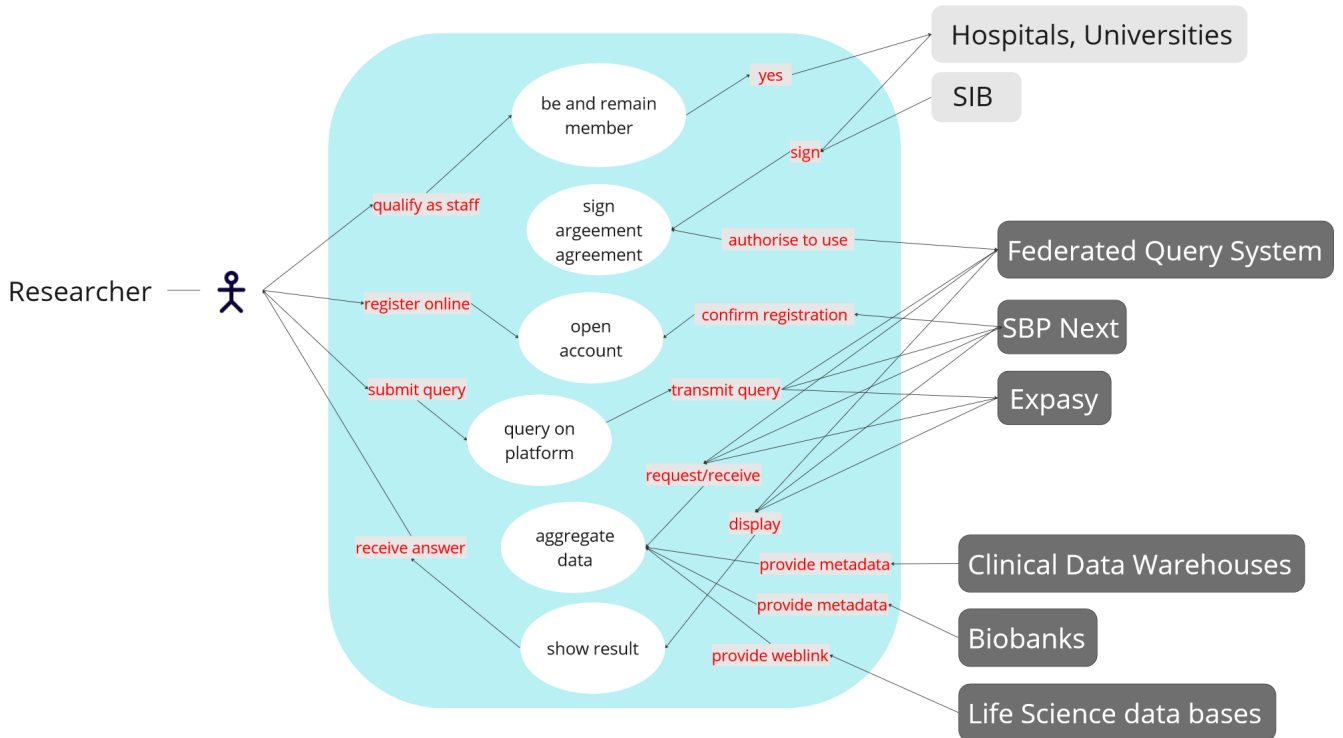 Hospitals, Universities
yes
be and remain
member
SIB
sign
qualify as staff
sign
argeement
agreement
authorise to use
Federated Query System
Researcher
register online
confirm registration
open
account
SBP Next
submit query
transmit query
Expasy
query on
platform
request/receive
display
receive answer
aggregate
data
provide metadata
Clinical Data Warehouses
provide metadata
Biobanks
show result
provide weblink
Life Science data bases